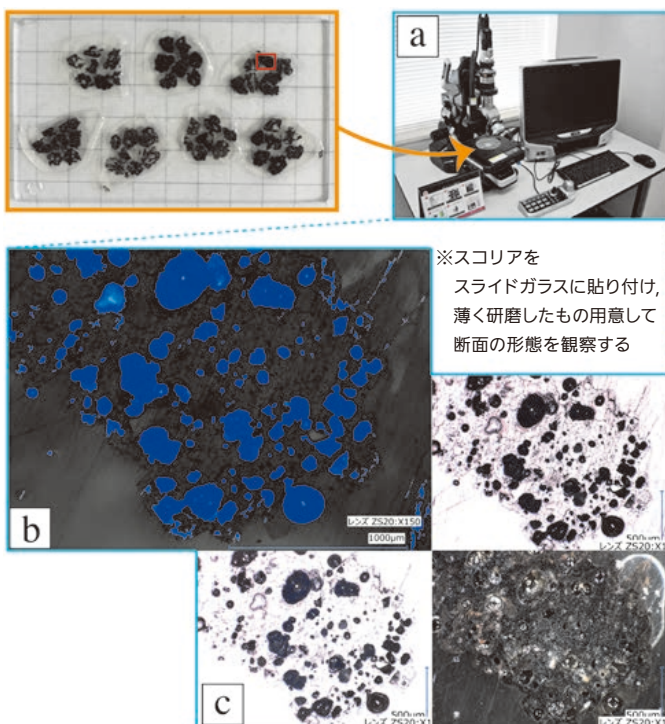 a
※スコリアを
スライドガラスに貼り付け,
薄く研磨したもの用意して
断面の形態を観察する
b
レンズ ZS20:X150
1000μm
500μm
レンズ ZS20:X1
c
500μm
レンズ ZS20:X1
500μm
レンズ ZS20:X1